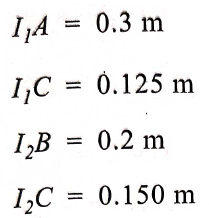 I₁A = 0.3 m
I₁C = 0.125 m
I₂B = 0.2 m
I₂C = 0.150 m